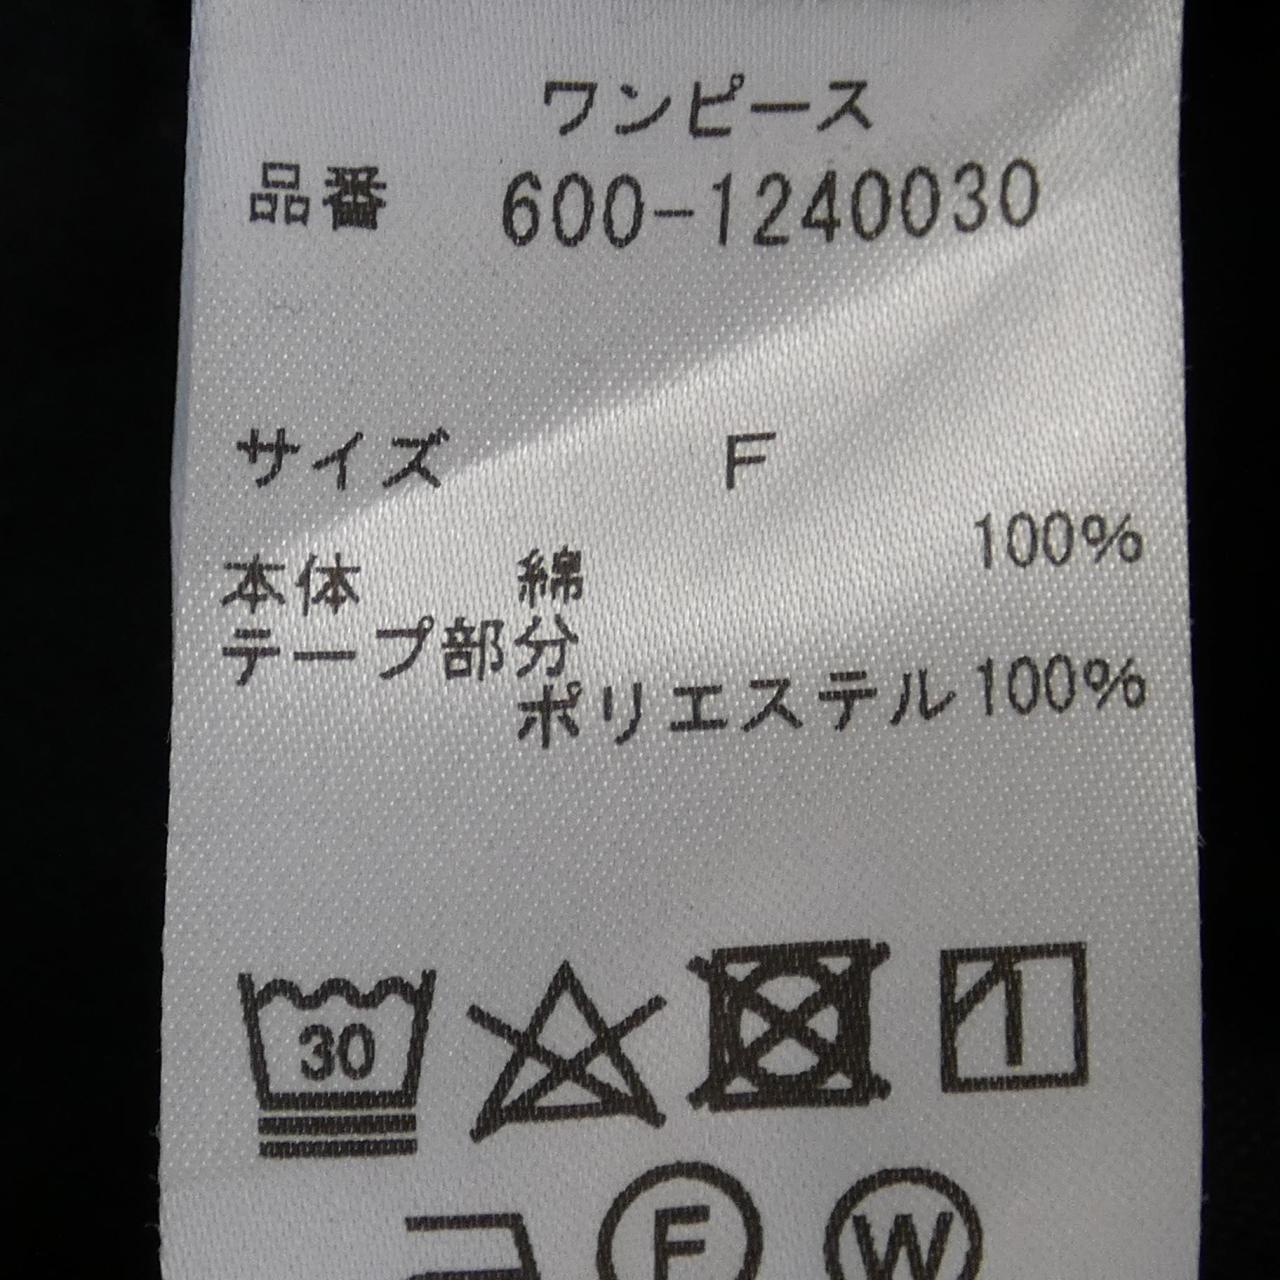 ワンピース
品番 600-1240030
サイズ F
本体 綿 100%
テープ部分
ポリエステル100%
30
F W